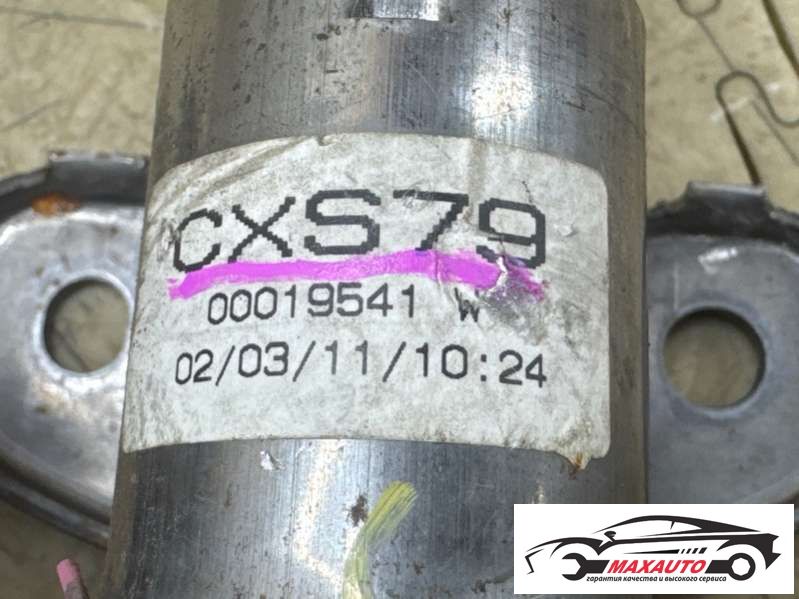 CXS79
00019541 W
02/03/11/10:24
MAXAUTO
гарантия качества и высокого сервиса